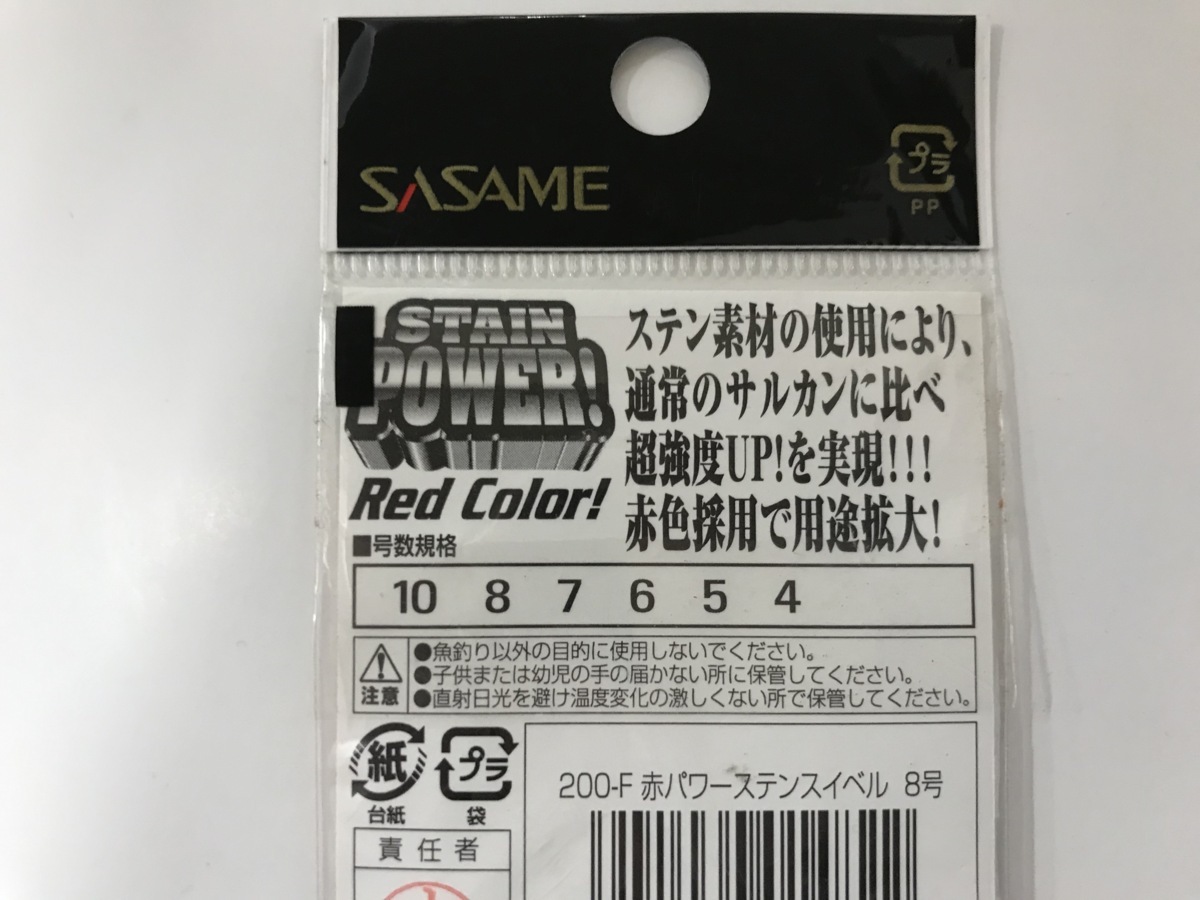 SASAME
プラ
PP
STAIN
POWER!
Red Color!
ステン素材の使用により、
通常のサルカンに比べ
超強度UP!を実現!!!
赤色採用で用途拡大!
■号数規格
10 8 7 6 5 4
注意
●魚釣り以外の目的に使用しないでください。
●子供または幼児の手の届かない所に保管してください。
●直射日光を避け温度変化の激しくない所で保管してください。
紙
台紙
プラ
袋
200-F 赤パワーステンスイベル 8号
責任者